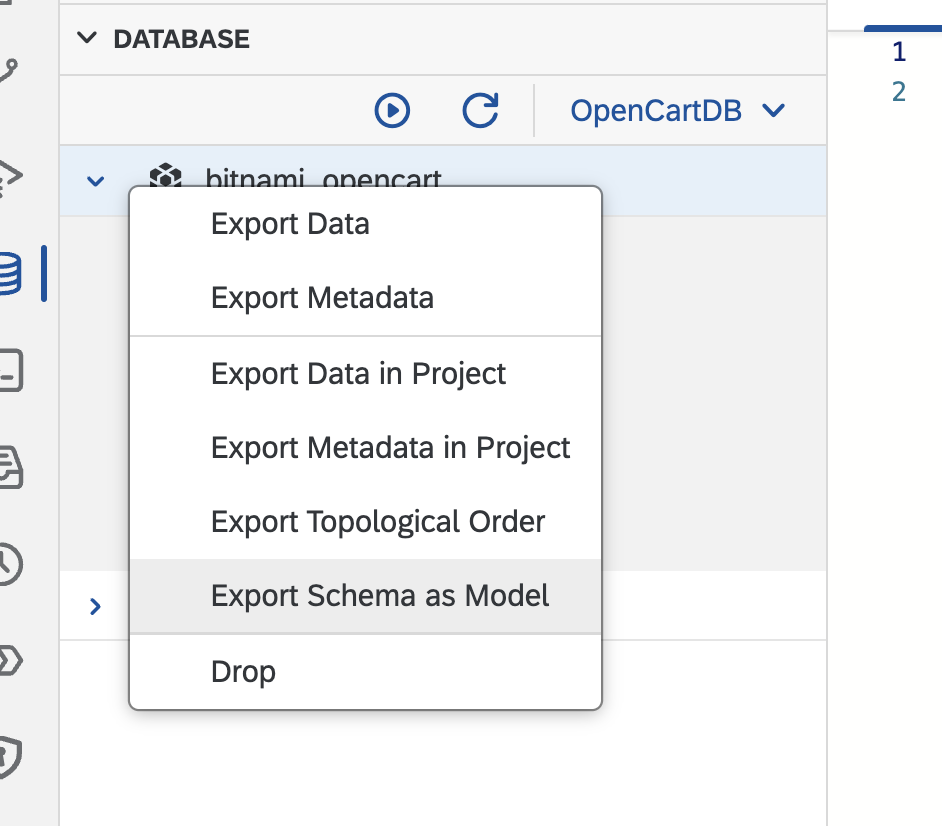 DATABASE
OpenCartDB
bitnami_opencart
Export Data
Export Metadata
Export Data in Project
Export Metadata in Project
Export Topological Order
Export Schema as Model
Drop
1
2